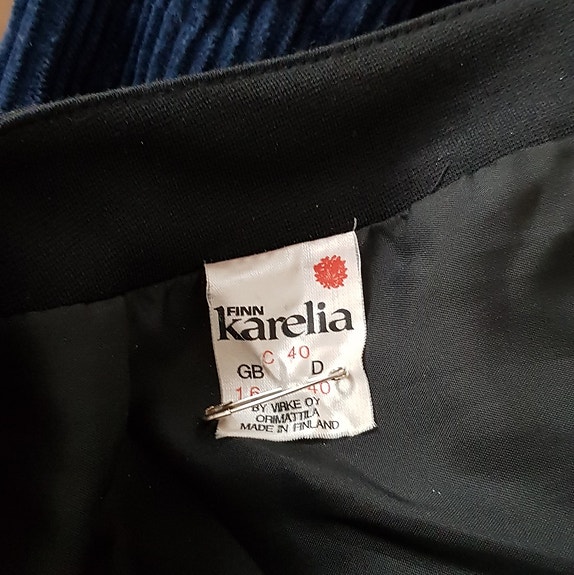 FINN
karelia
C 40
GB D
16 40
BY VIRKE OY
ORIMATTILA
MADE IN FINLAND